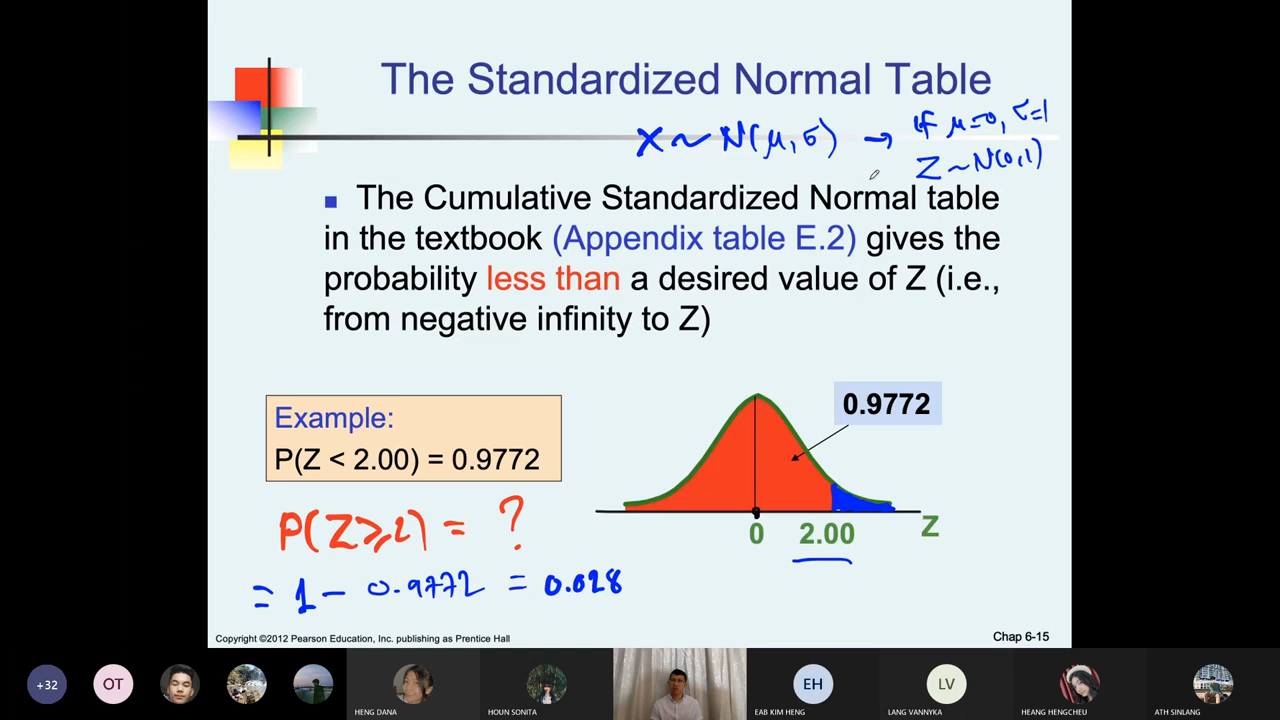 The Standardized Normal Table
X ~ N(μ, σ) → If μ=0, σ=1
Z ~ N(0,1)
The Cumulative Standardized Normal table
in the textbook (Appendix table E.2) gives the
probability less than a desired value of Z (i.e.,
from negative infinity to Z)
Example:
P(Z < 2.00) = 0.9772
0.9772
0
2.00
Z
P(Z ⩾ 2) = ?
= 1 - 0.9772 = 0.028
Copyright ©2012 Pearson Education, Inc. publishing as Prentice Hall
Chap 6-15
+32
OT
HENG DANA
HOUN SONITA
EH
EAB KIM HENG
LV
LANG VANNYKA
HEANG HENGCHEU
ATH SINLANG